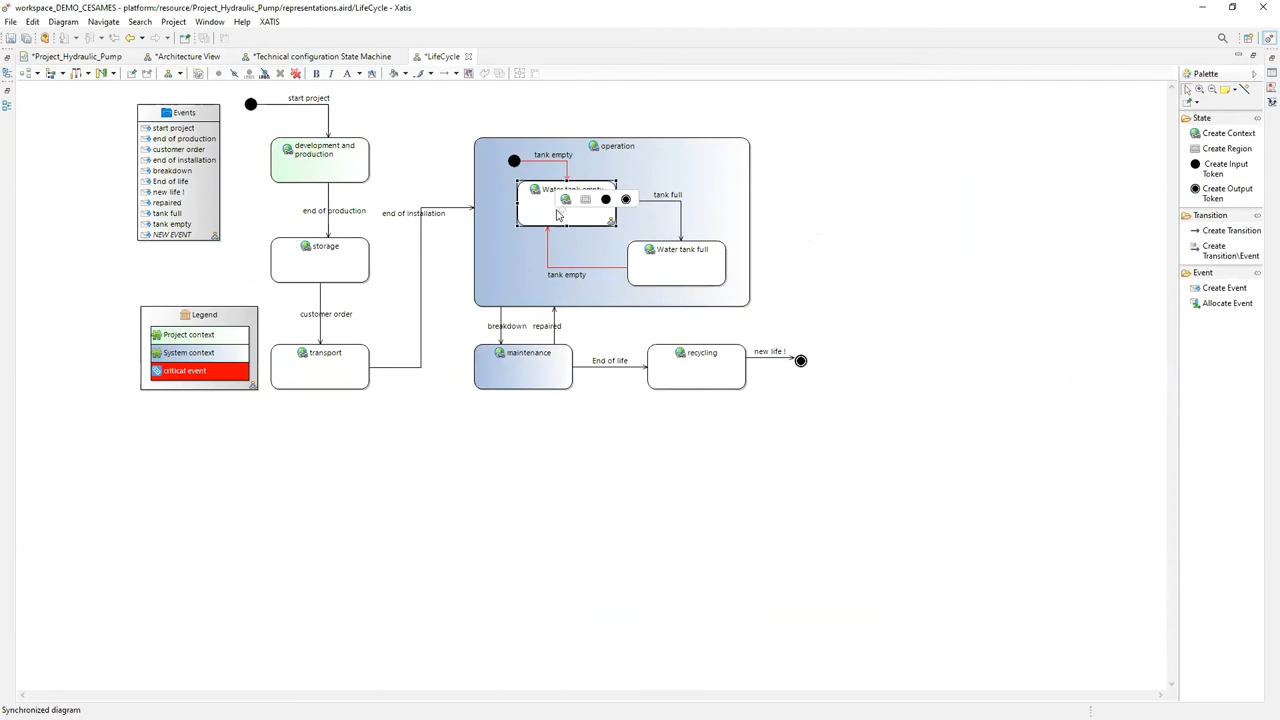 workspace_DEMO_CESAMES - platform:/resource/Project_Hydraulic_Pump/representations.aird/LifeCycle - Xatis
File Edit Diagram Navigate Search Project Window Help XATIS
*Project_Hydraulic_Pump *Architecture View *Technical configuration State Machine *LifeCycle
Palette
State
Create Context
Create Region
Create Input
Token
Create Output
Token
Transition
Create Transition
Create
Transition\Event
Event
Create Event
Allocate Event
Events
start project
end of production
customer order
end of installation
breakdown
End of life
new life !
repaired
tank full
tank empty
NEW EVENT
Legend
Project context
System context
critical event
start project
development and
production
end of production
storage
customer order
transport
end of installation
operation
tank empty
Water tank empty
tank full
Water tank full
tank empty
breakdown repaired
maintenance
End of life
recycling
new life !
Synchronized diagram